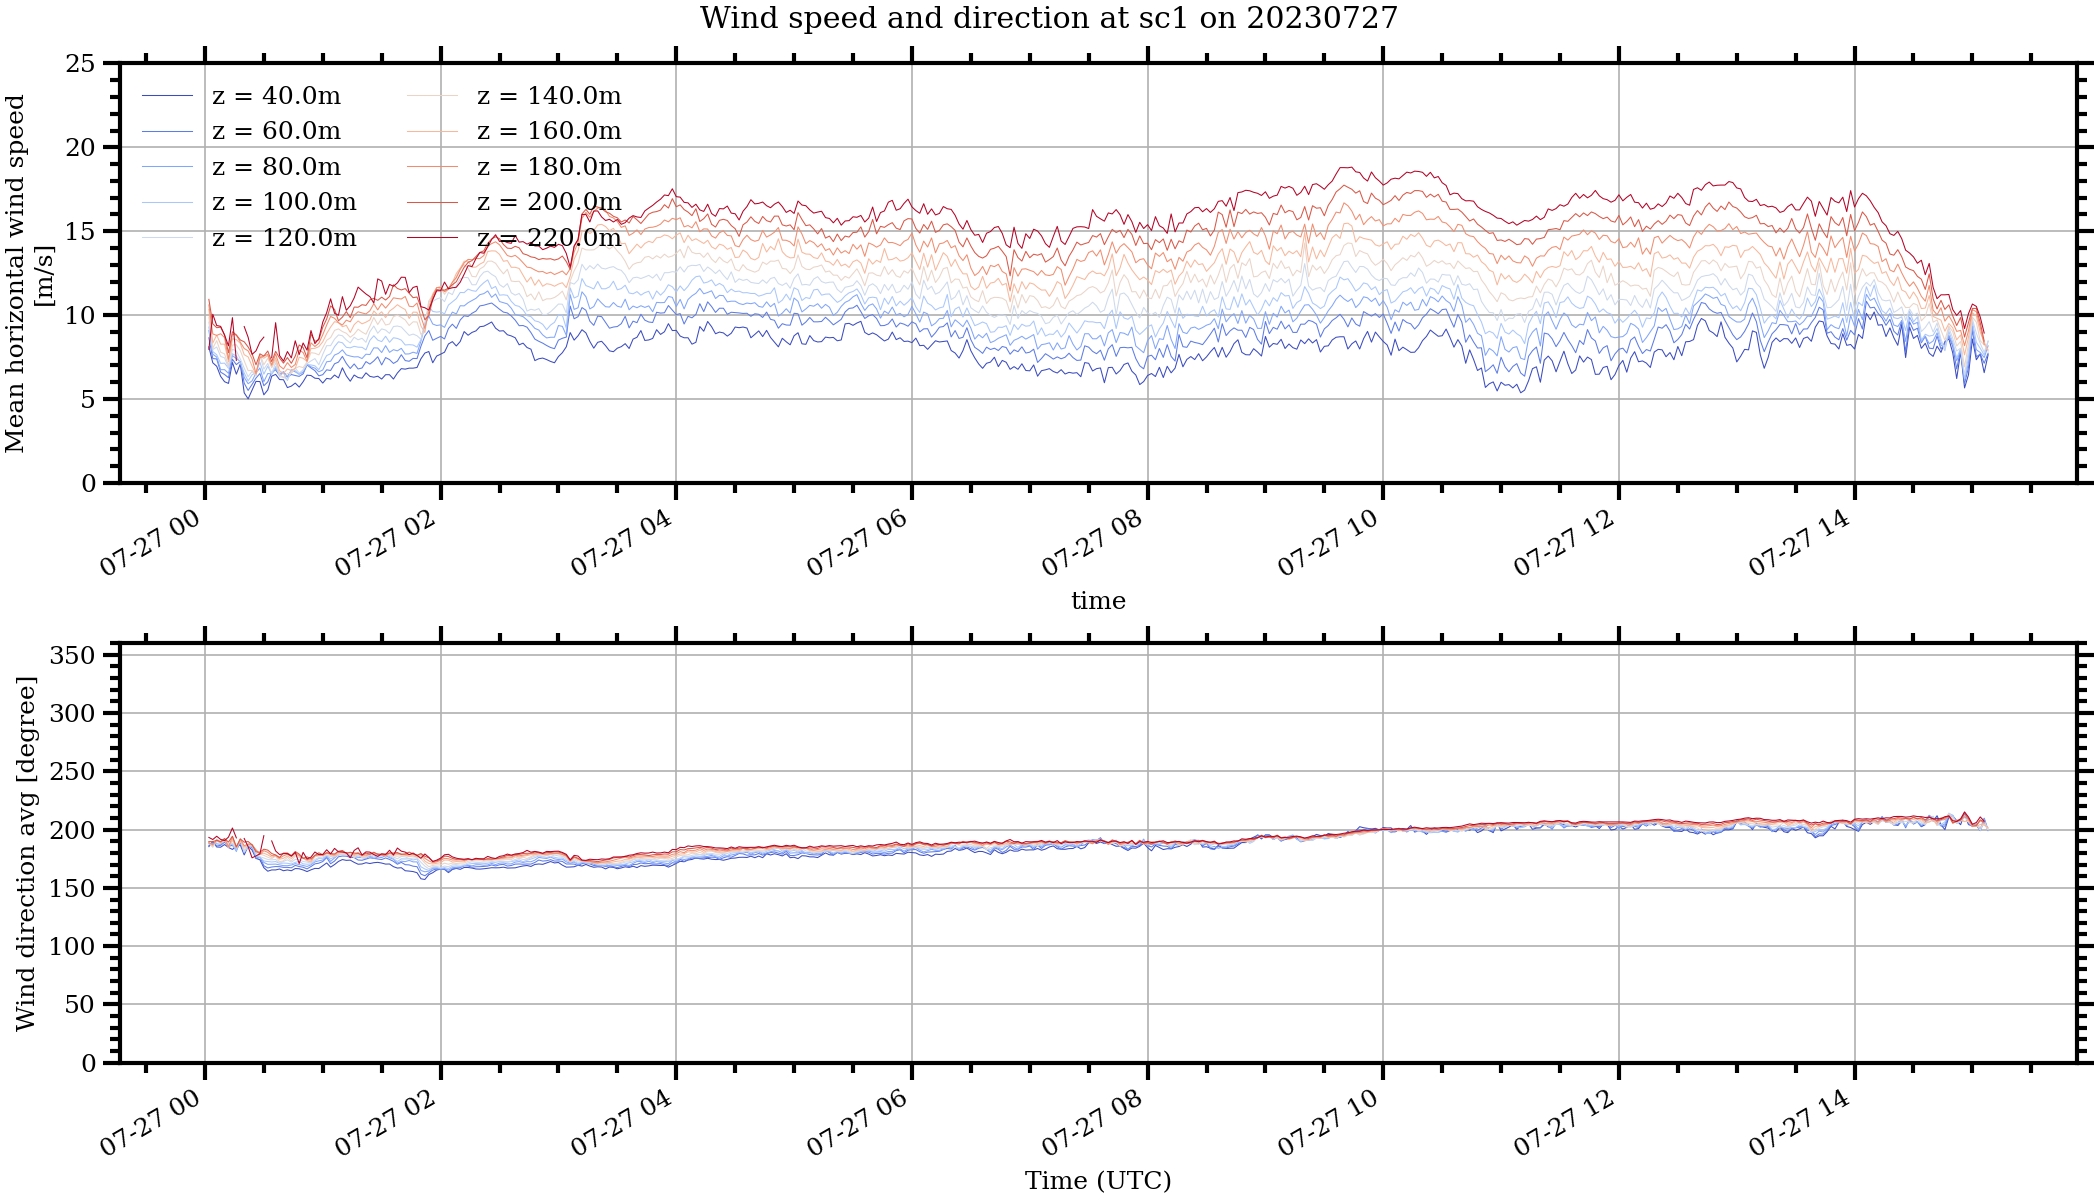 Wind speed and direction at sc1 on 20230727
Mean horizontal wind speed
[m/s]
25
20
15
10
5
0
z = 40.0m
z = 60.0m
z = 80.0m
z = 100.0m
z = 120.0m
z = 140.0m
z = 160.0m
z = 180.0m
z = 200.0m
z = 220.0m
07-27 00
07-27 02
07-27 04
07-27 06
07-27 08
07-27 10
07-27 12
07-27 14
time
Wind direction avg [degree]
350
300
250
200
150
100
50
0
07-27 00
07-27 02
07-27 04
07-27 06
07-27 08
07-27 10
07-27 12
07-27 14
Time (UTC)